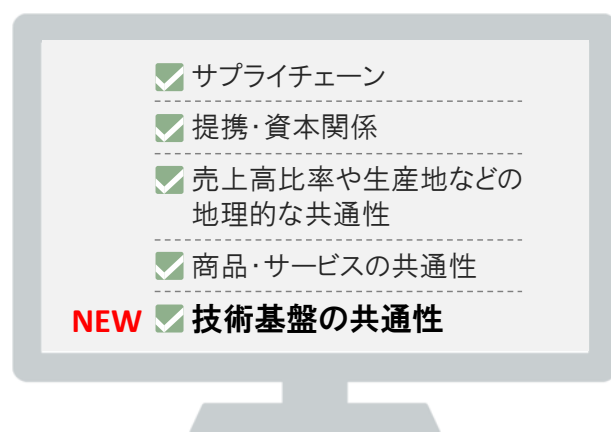 サプライチェーン
提携・資本関係
売上高比率や生産地などの
地理的な共通性
商品・サービスの共通性
NEW 技術基盤の共通性